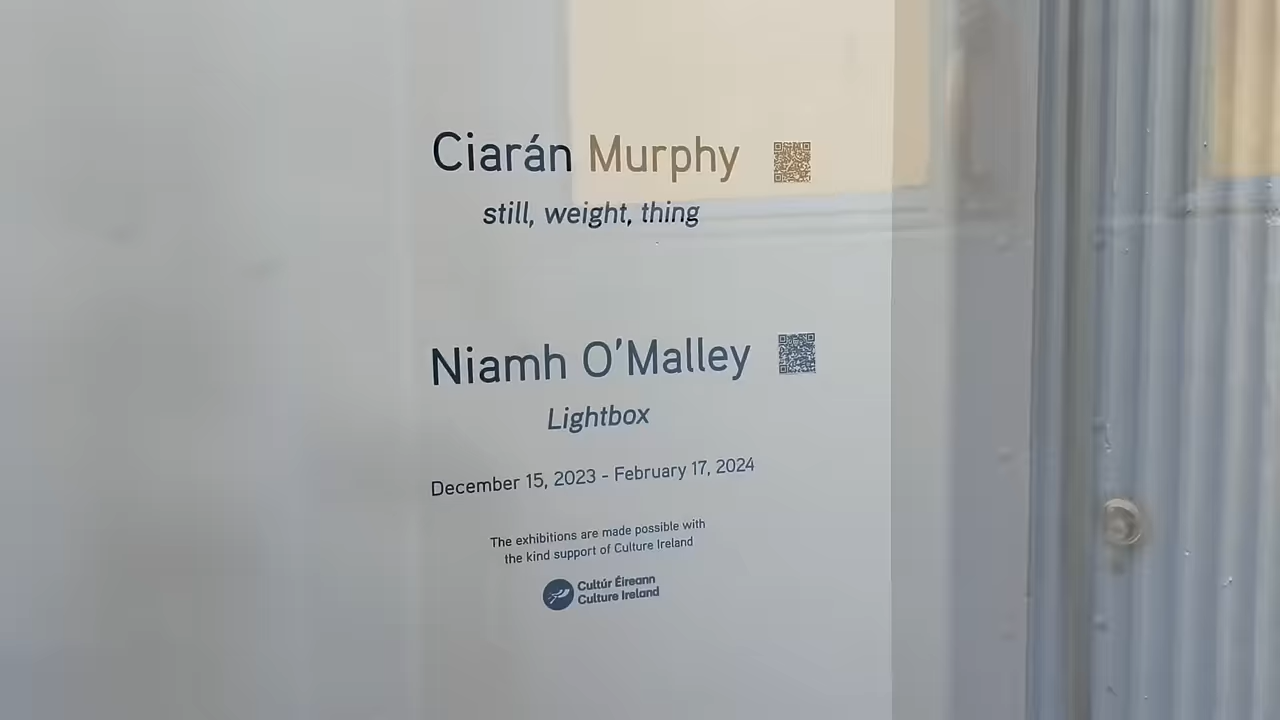 Ciarán Murphy
still, weight, thing
Niamh O'Malley
Lightbox
December 15, 2023 - February 17, 2024
The exhibitions are made possible with
the kind support of Culture Ireland
Cultúr Éireann
Culture Ireland